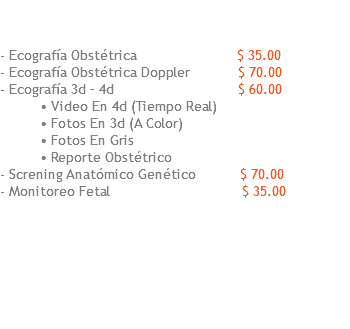 - Ecografía Obstétrica $ 35.00
- Ecografía Obstétrica Doppler $ 70.00
- Ecografía 3d - 4d $ 60.00
• Video En 4d (Tiempo Real)
• Fotos En 3d (A Color)
• Fotos En Gris
• Reporte Obstétrico
- Screning Anatómico Genético $ 70.00
- Monitoreo Fetal $ 35.00